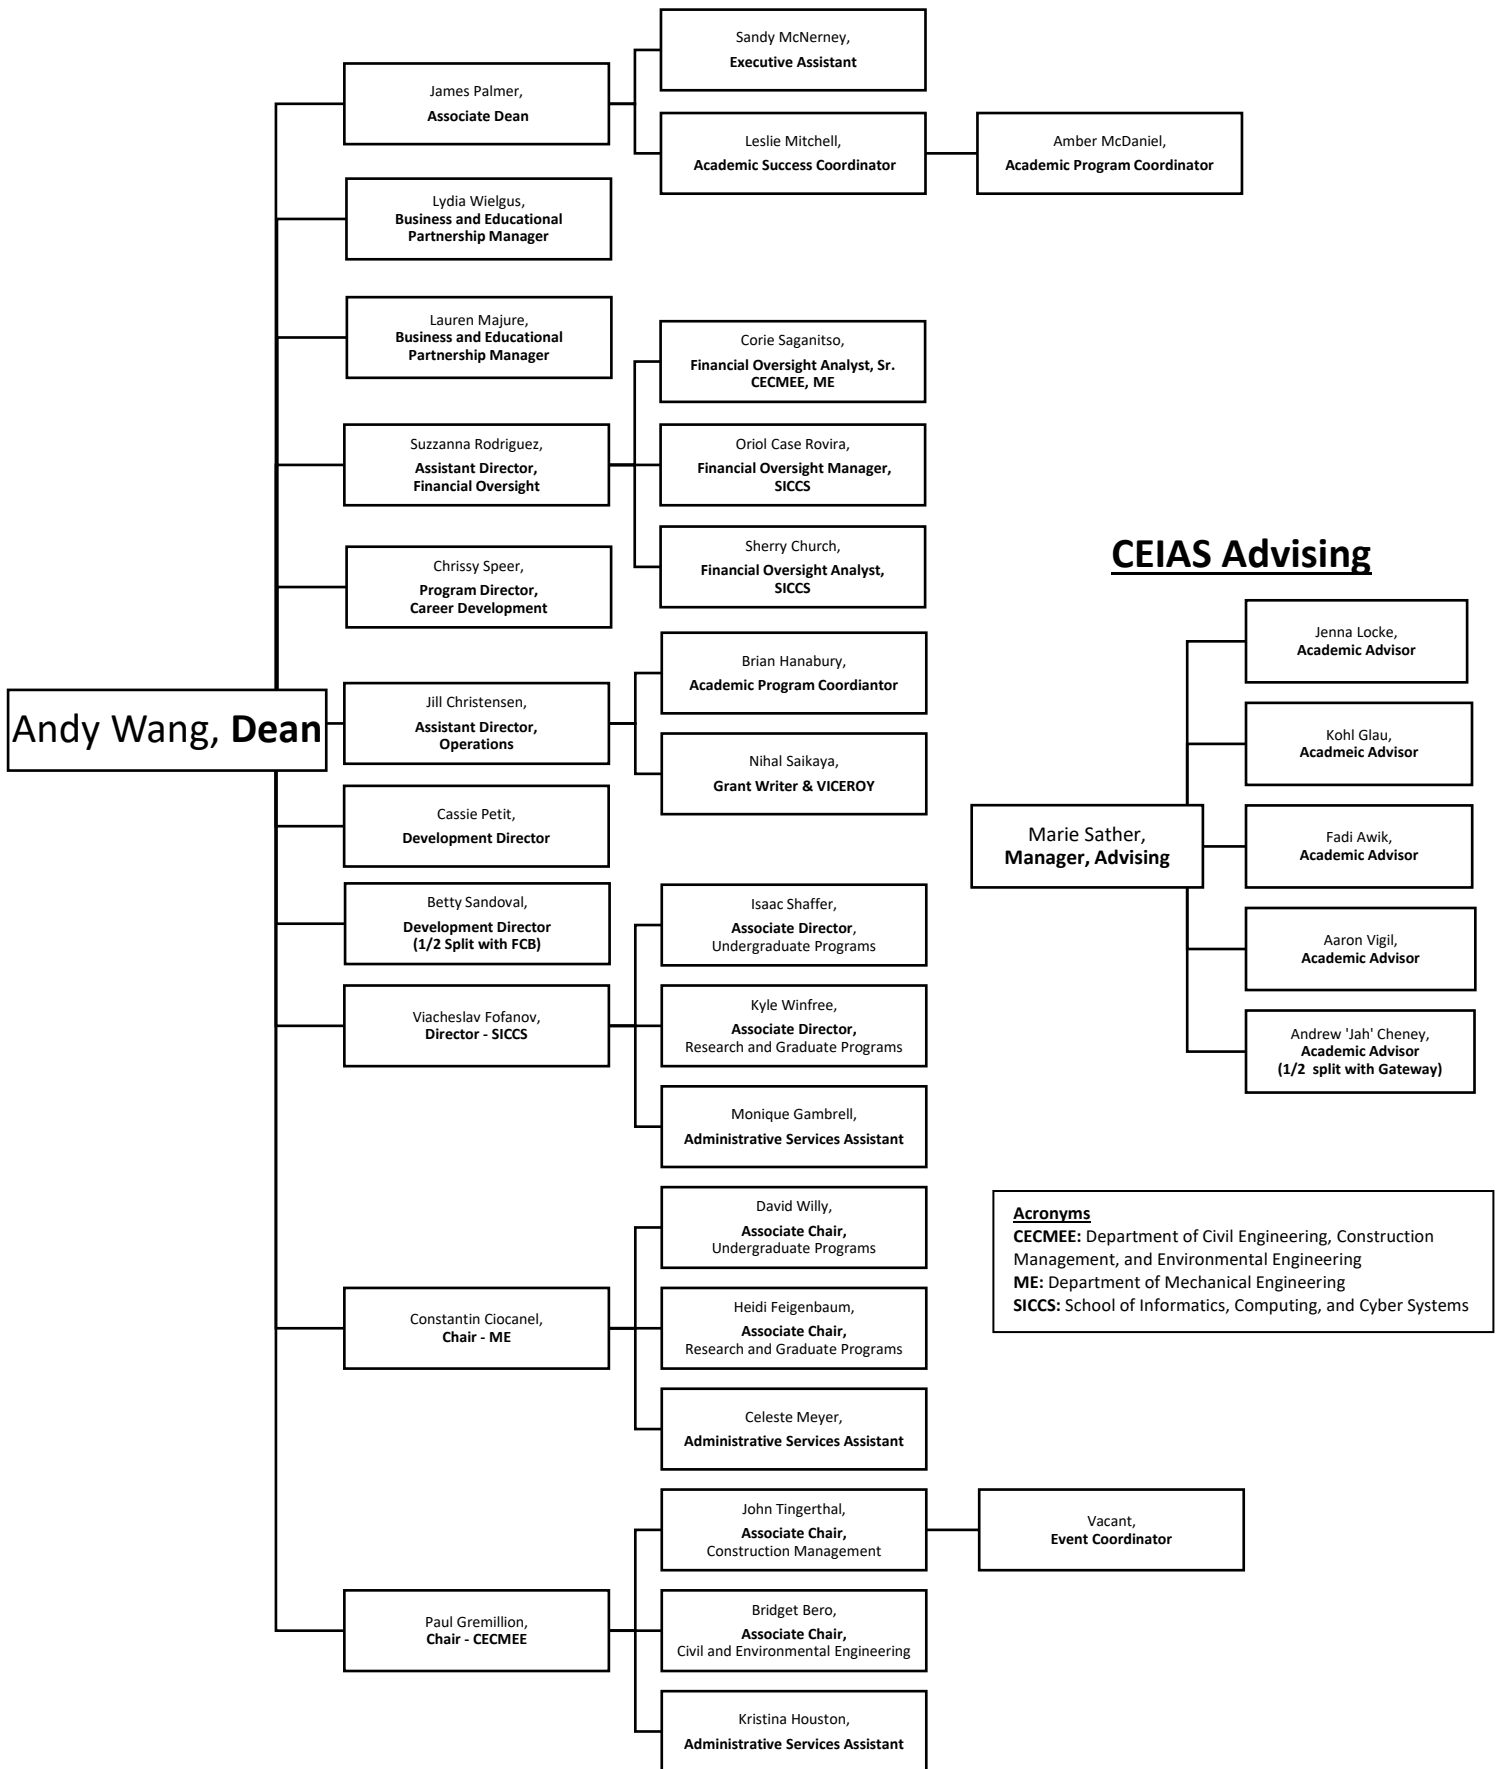 Sandy McNerney,
Executive Assistant
James Palmer,
Associate Dean
Leslie Mitchell,
Academic Success Coordinator
Amber McDaniel,
Academic Program Coordinator
Lydia Wielgus,
Business and Educational
Partnership Manager
Lauren Majure,
Business and Educational
Partnership Manager
Corie Saganitso,
Financial Oversight Analyst, Sr.
CECMEE, ME
Suzzanna Rodriguez,
Assistant Director,
Financial Oversight
Oriol Case Rovira,
Financial Oversight Manager,
SICCS
Sherry Church,
Financial Oversight Analyst,
SICCS
Chrissy Speer,
Program Director,
Career Development
Andy Wang, Dean
Jill Christensen,
Assistant Director,
Operations
Brian Hanabury,
Academic Program Coordiantor
Nihal Saikaya,
Grant Writer & VICEROY
Cassie Petit,
Development Director
Betty Sandoval,
Development Director
(1/2 Split with FCB)
Isaac Shaffer,
Associate Director,
Undergraduate Programs
Viacheslav Fofanov,
Director - SICCS
Kyle Winfree,
Associate Director,
Research and Graduate Programs
Monique Gambrell,
Administrative Services Assistant
David Willy,
Associate Chair,
Undergraduate Programs
Constantin Ciocanel,
Chair - ME
Heidi Feigenbaum,
Associate Chair,
Research and Graduate Programs
Celeste Meyer,
Administrative Services Assistant
John Tingerthal,
Associate Chair,
Construction Management
Vacant,
Event Coordinator
Paul Gremillion,
Chair - CECMEE
Bridget Bero,
Associate Chair,
Civil and Environmental Engineering
Kristina Houston,
Administrative Services Assistant
CEIAS Advising
Marie Sather,
Manager, Advising
Jenna Locke,
Academic Advisor
Kohl Glau,
Acadmeic Advisor
Fadi Awik,
Academic Advisor
Aaron Vigil,
Academic Advisor
Andrew 'Jah' Cheney,
Academic Advisor
(1/2 split with Gateway)
Acronyms
CECMEE: Department of Civil Engineering, Construction
Management, and Environmental Engineering
ME: Department of Mechanical Engineering
SICCS: School of Informatics, Computing, and Cyber Systems